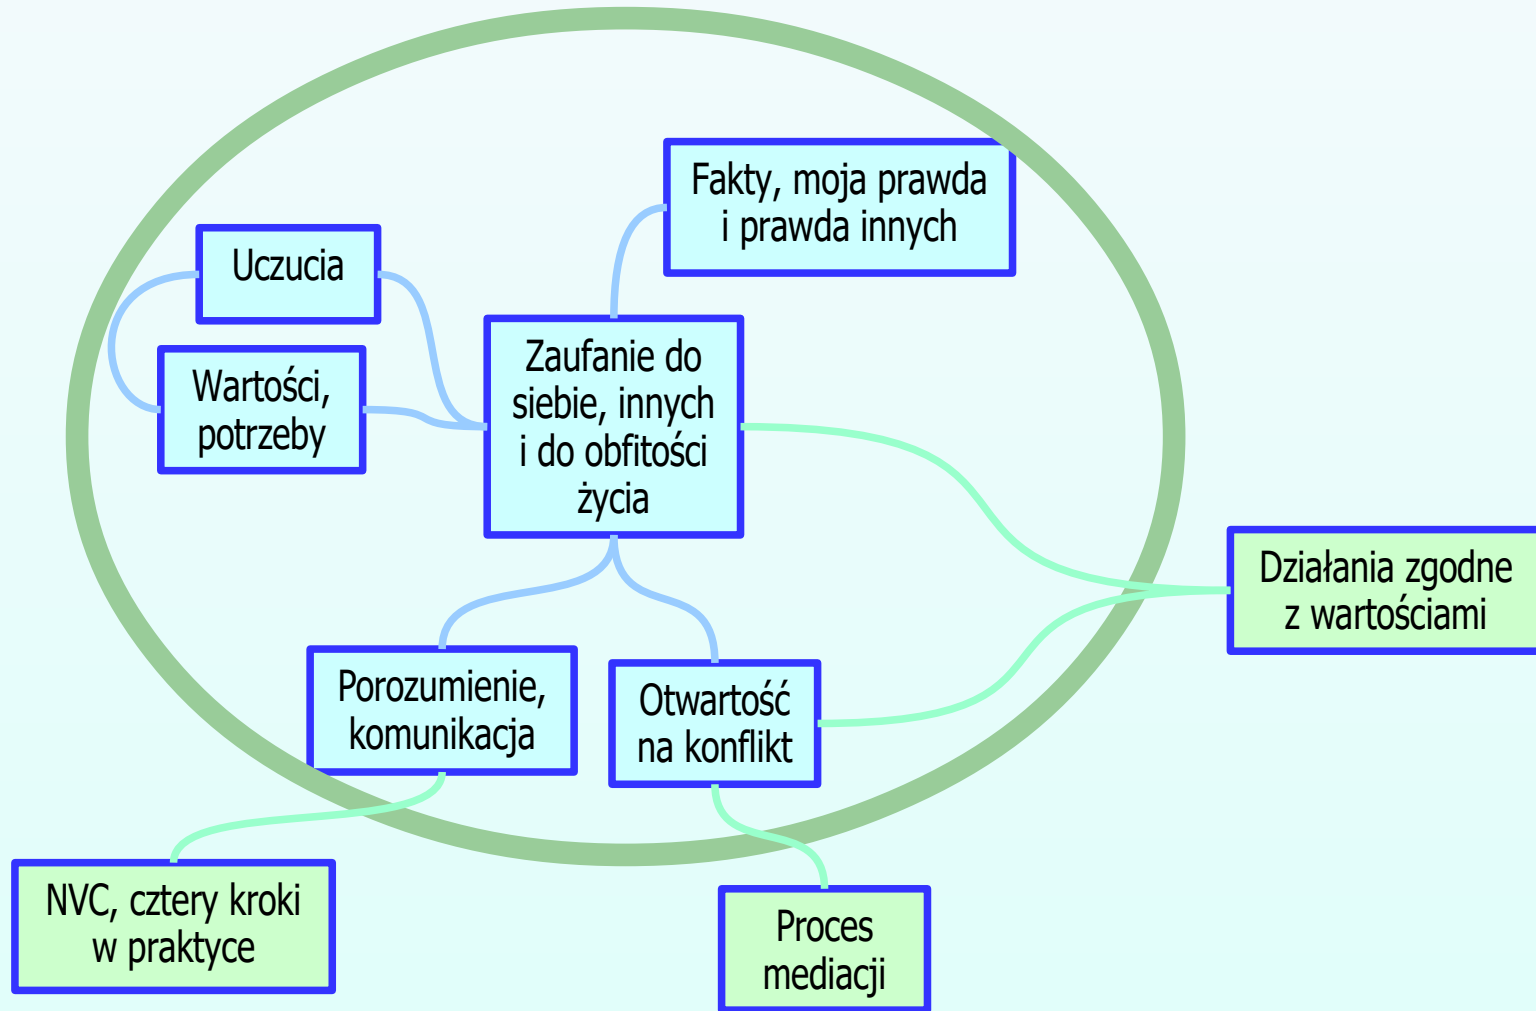 Fakty, moja prawda
i prawda innych
Uczucia
Wartości,
potrzeby
Zaufanie do
siebie, innych
i do obfitości
życia
Działania zgodne
z wartościami
Porozumienie,
komunikacja
Otwartość
na konflikt
NVC, cztery kroki
w praktyce
Proces
mediacji